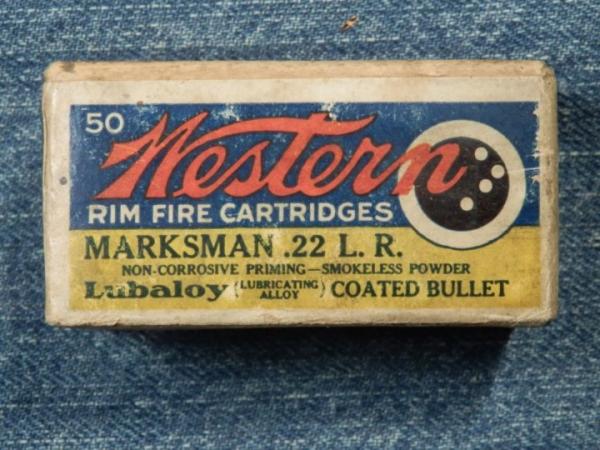 50 Western
RIM FIRE CARTRIDGES
MARKSMAN .22 L. R.
NON-CORROSIVE PRIMING—SMOKELESS POWDER
Lubaloy (LUBRICATING ALLOY) COATED BULLET